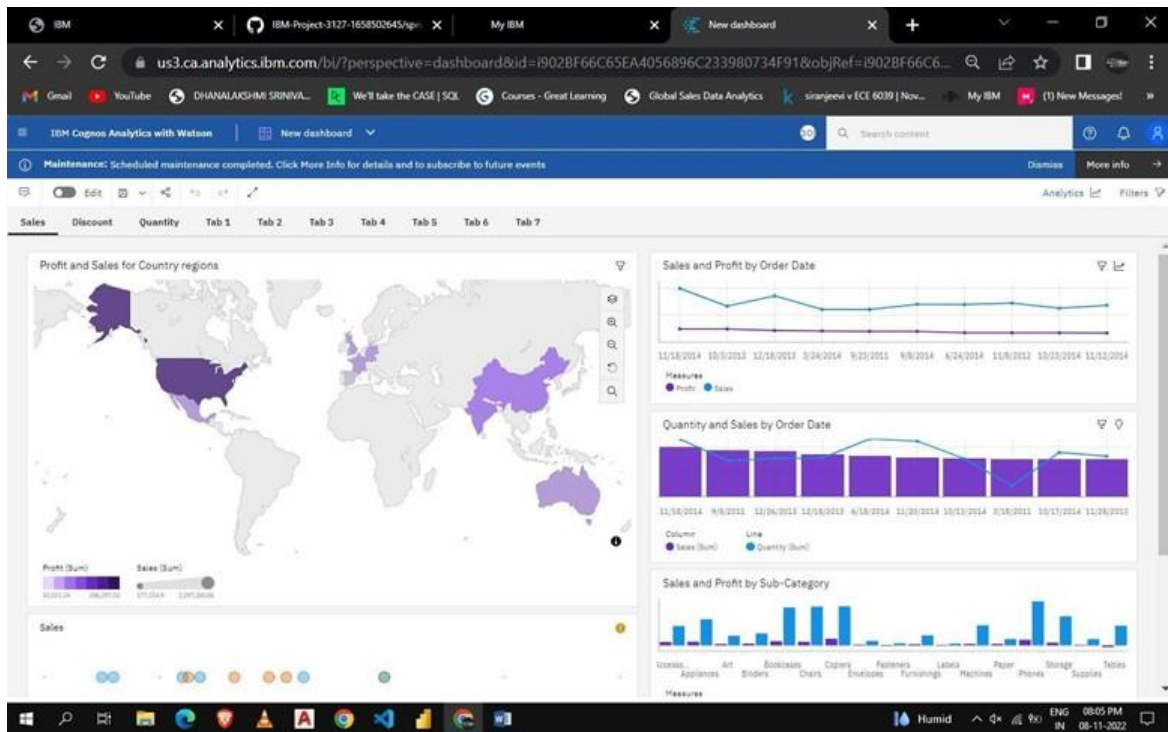 IBM
IBM-Project-3127-1658502645/spri
My IBM
New dashboard
us3.ca.analytics.ibm.com/bi/?perspective=dashboard&id=i902BF66C65EA4056896C233980734F91&objRef=i902BF66C6...
Gmail
YouTube
DHANALAKSHMI SRINIVA...
We'll take the CASE | SQL
Courses - Great Learning
Global Sales Data Analytics
siranjeevi v ECE 6039 | Nov...
My IBM
(1) New Messages!
IBM Cognos Analytics with Watson
New dashboard
Search content
Maintenance: Scheduled maintenance completed. Click More Info for details and to subscribe to future events
Dismiss
More info
Edit
Analytics
Filters
Sales Discount Quantity Tab 1 Tab 2 Tab 3 Tab 4 Tab 5 Tab 6 Tab 7
Profit and Sales for Country regions
Profit (Sum)
Sales (Sum)
Sales
Sales and Profit by Order Date
11/18/2014 10/3/2013 12/18/2013 3/24/2014 9/23/2011 9/8/2014 6/24/2014 11/8/2012 10/23/2014 11/12/2014
Measures
Profit Sales
Quantity and Sales by Order Date
11/18/2014 9/8/2011 12/26/2013 12/18/2013 6/18/2014 11/20/2014 10/13/2014 3/18/2011 10/17/2014 11/28/2013
Column Line
Sales (Sum) Quantity (Sum)
Sales and Profit by Sub-Category
Art Bookcases Copiers Fasteners Labels Paper Storage Tables
Appliances Binders Chairs Envelopes Furnishings Machines Phones Supplies
Measures
Humid
ENG
IN
08:05 PM
08-11-2022